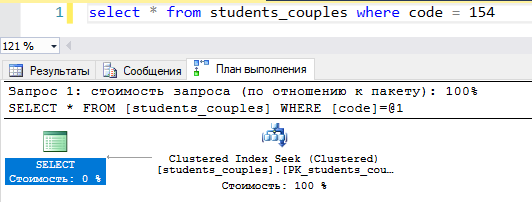 1 select * from students_couples where code = 154
121 %
Результаты Сообщения План выполнения
Запрос 1: стоимость запроса (по отношению к пакету): 100%
SELECT * FROM [students_couples] WHERE [code]=@1
SELECT
Стоимость: 0 %
Clustered Index Seek (Clustered)
[students_couples].[PK_students_cou…
Стоимость: 100 %